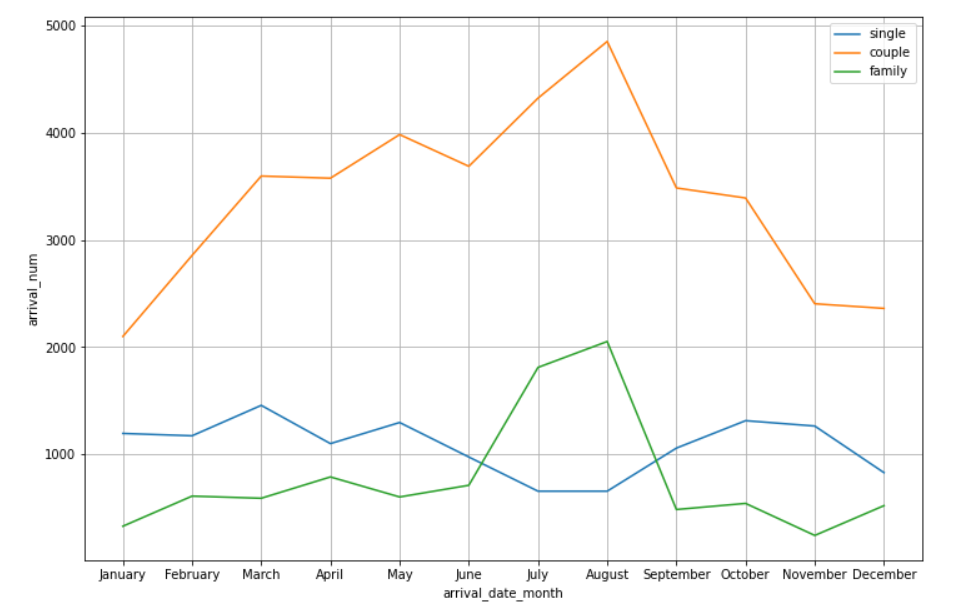 5000
4000
3000
2000
1000
arrival_num
single
couple
family
January February March April May June July August September October November December
arrival_date_month